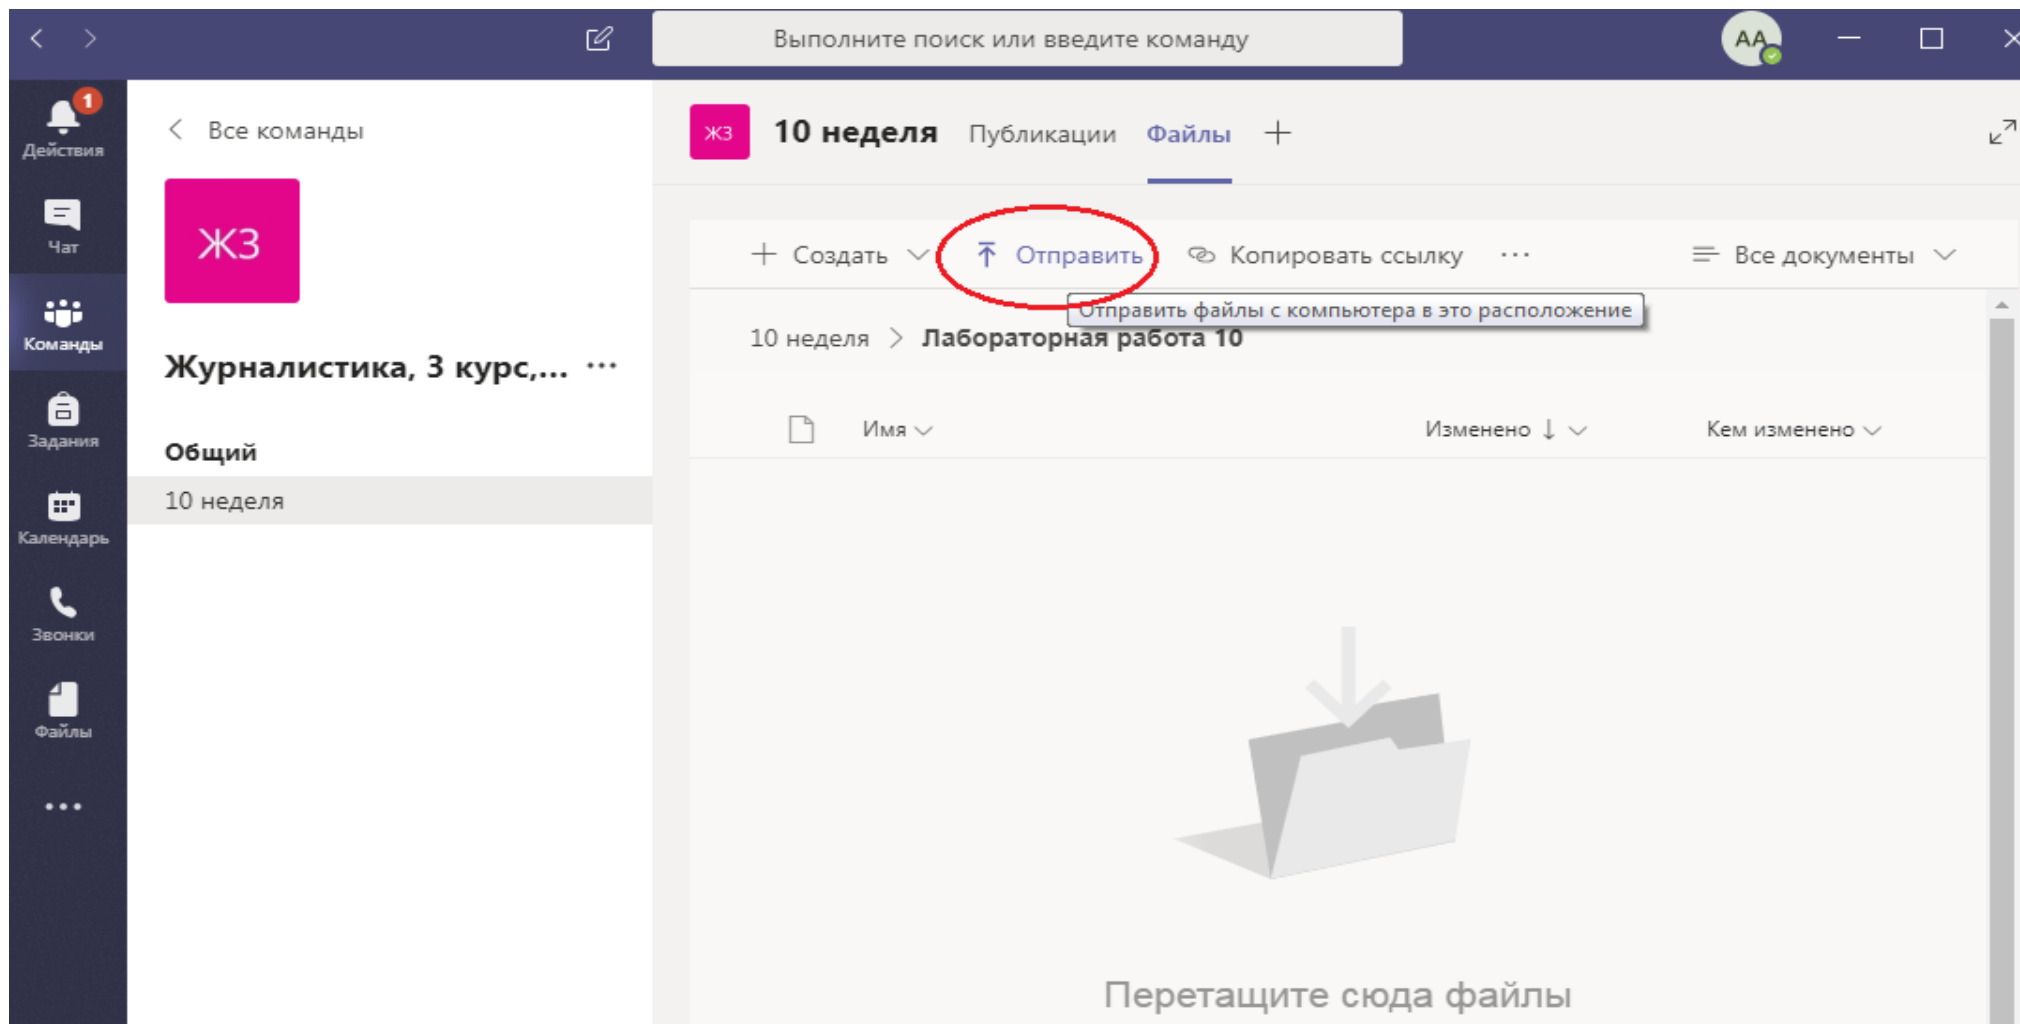 Выполните поиск или введите команду
АА
1
Действия
Чат
Команды
Задания
Календарь
Звонки
Файлы
Все команды
ЖЗ
Журналистика, 3 курс,... ···
Общий
10 неделя
ЖЗ 10 неделя Публикации Файлы +
+ Создать Отправить Копировать ссылку ··· Все документы
Отправить файлы с компьютера в это расположение
10 неделя > Лабораторная работа 10
Имя Изменено ↓ Кем изменено
Перетащите сюда файлы